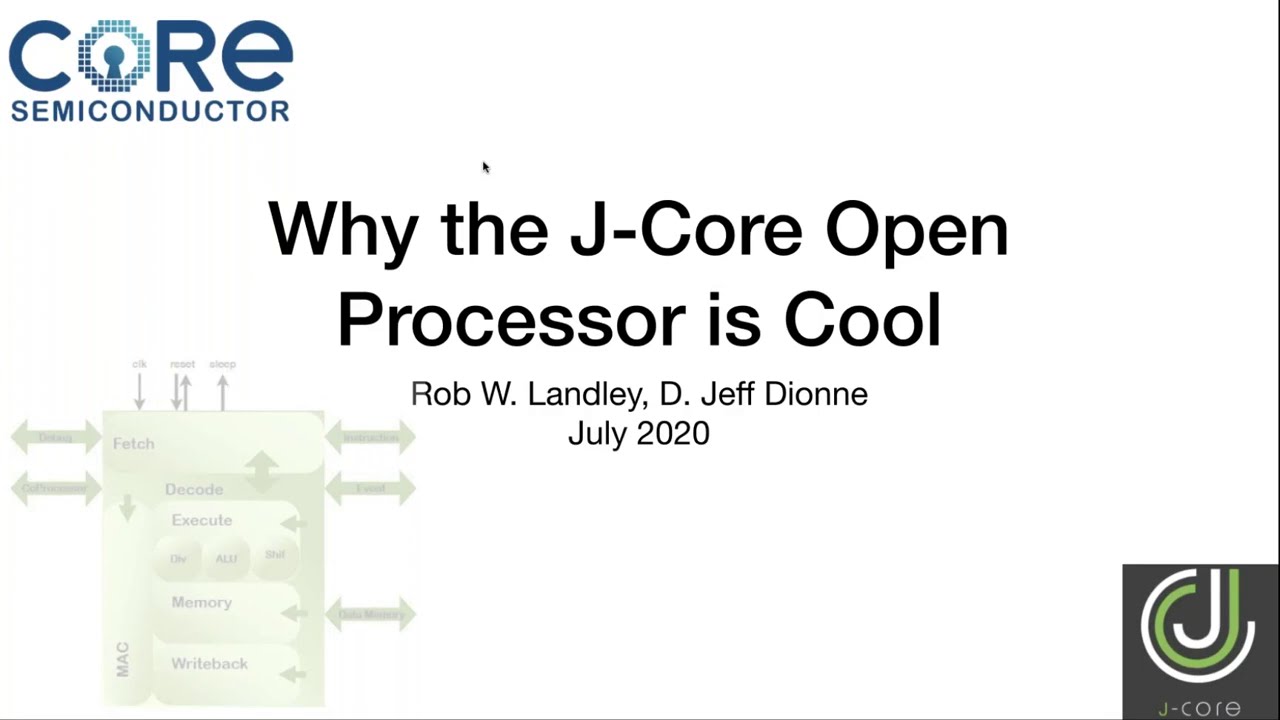 CORE
SEMICONDUCTOR
Why the J-Core Open
Processor is Cool
Rob W. Landley, D. Jeff Dionne
July 2020
clk reset sleep
Debug Fetch Instruction
CoProcessor Decode Event
Execute
Div ALU Shif
Memory Data Memory
MAC
Writeback
J-CORE